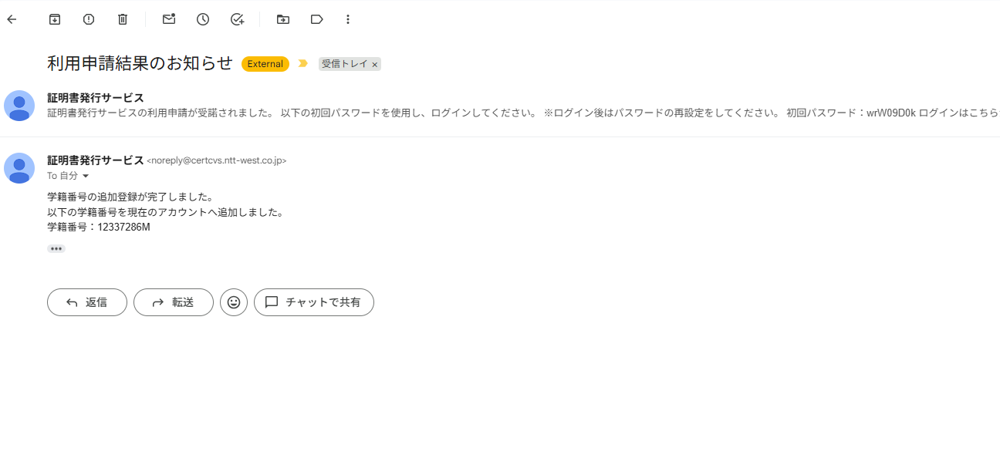 利用申請結果のお知らせ External 受信トレイ ×
証明書発行サービス
証明書発行サービスの利用申請が受諾されました。 以下の初回パスワードを使用し、ログインしてください。 ※ログイン後はパスワードの再設定をしてください。 初回パスワード：wrW09D0k ログインはこちら
証明書発行サービス <noreply@certcvs.ntt-west.co.jp>
To 自分
学籍番号の追加登録が完了しました。
以下の学籍番号を現在のアカウントへ追加しました。
学籍番号：12337286M
返信 転送 チャットで共有